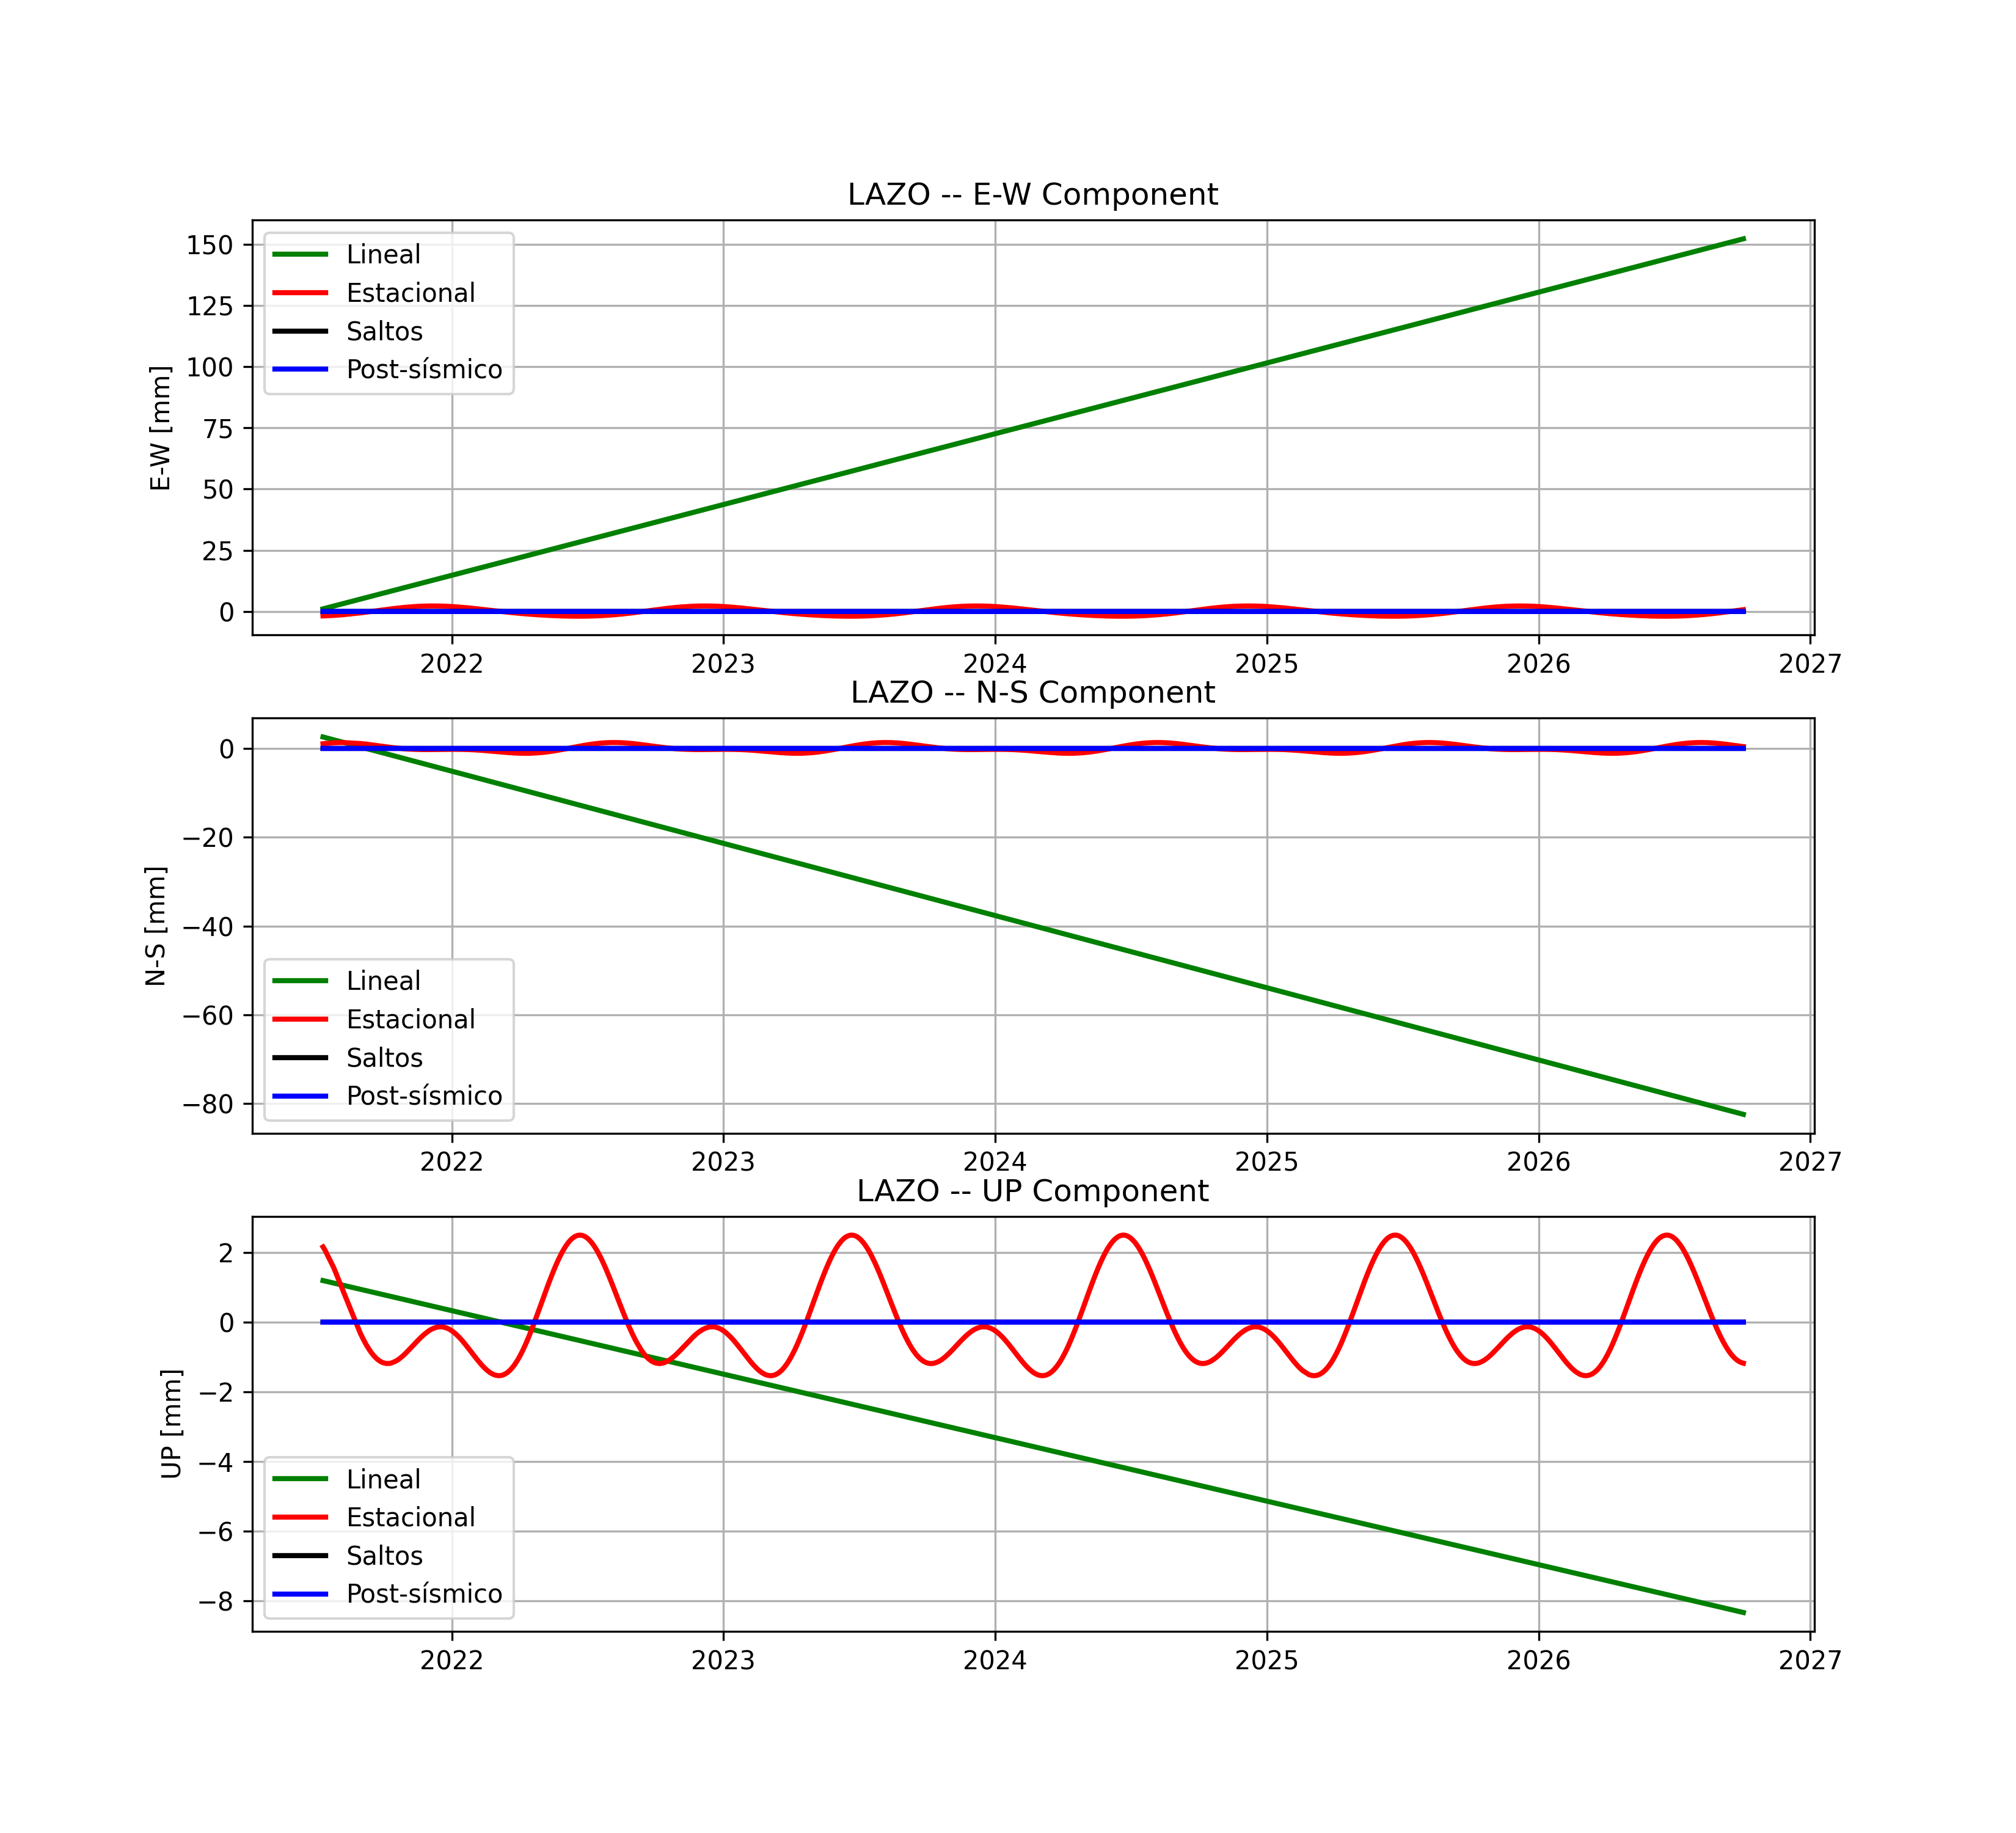 LAZO -- E-W Component
E-W [mm]
150
125
100
75
50
25
0
Lineal
Estacional
Saltos
Post-sísmico
2022 2023 2024 2025 2026 2027
LAZO -- N-S Component
N-S [mm]
0
−20
−40
−60
−80
Lineal
Estacional
Saltos
Post-sísmico
2022 2023 2024 2025 2026 2027
LAZO -- UP Component
UP [mm]
2
0
−2
−4
−6
−8
Lineal
Estacional
Saltos
Post-sísmico
2022 2023 2024 2025 2026 2027